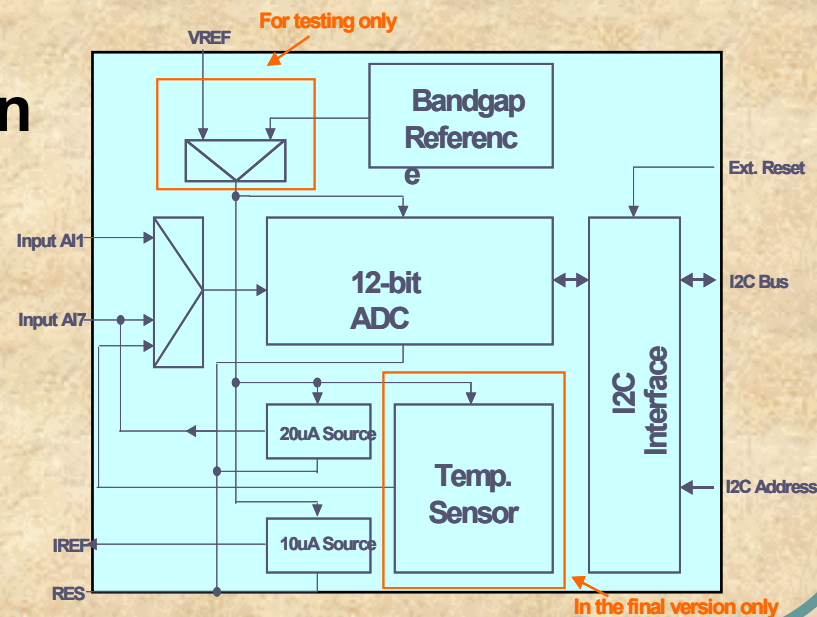 For testing only
VREF
n
Bandgap
Referenc
e
Ext. Reset
Input AI1
12-bit
ADC
I2C Bus
Input AI7
I2C
Interface
20uA Source
Temp.
Sensor
I2C Address
10uA Source
IREF
RES
In the final version only